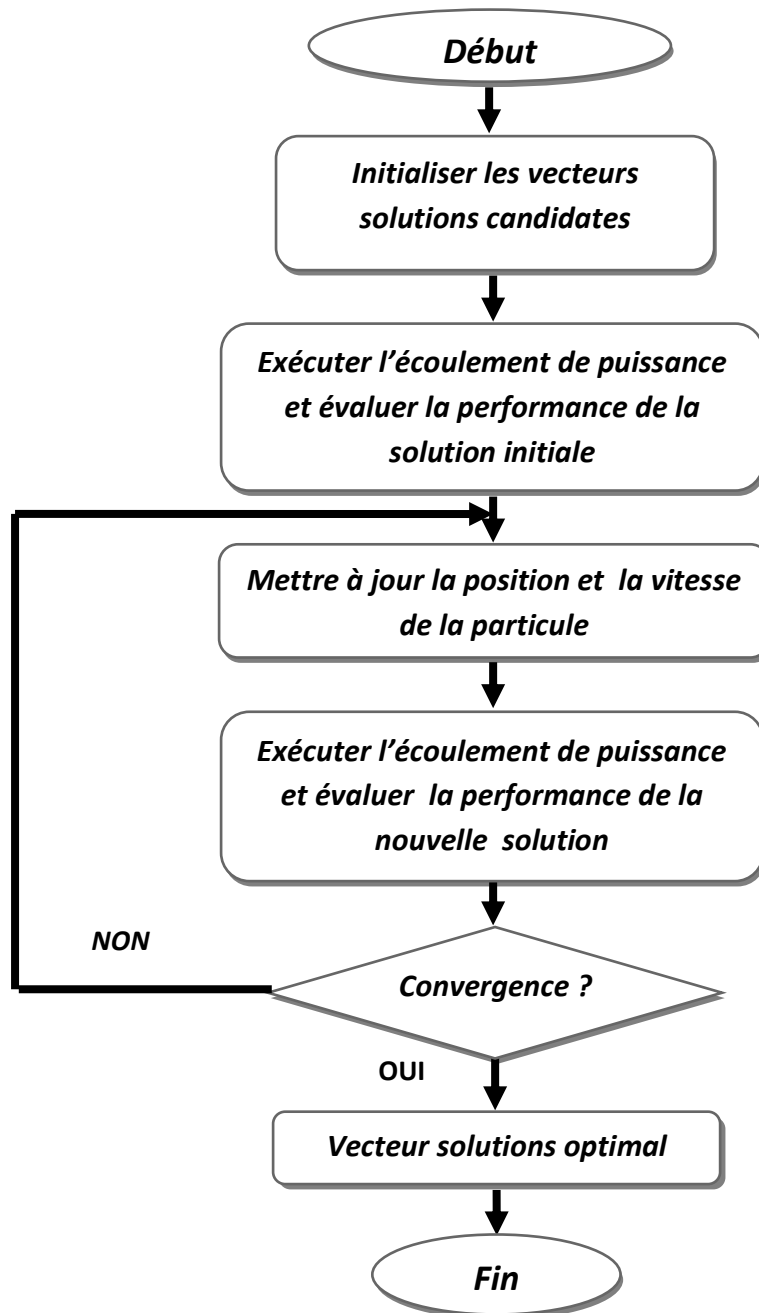 Début
Initialiser les vecteurs
solutions candidates
Exécuter l’écoulement de puissance
et évaluer la performance de la
solution initiale
Mettre à jour la position et la vitesse
de la particule
Exécuter l’écoulement de puissance
et évaluer la performance de la
nouvelle solution
NON
Convergence ?
OUI
Vecteur solutions optimal
Fin